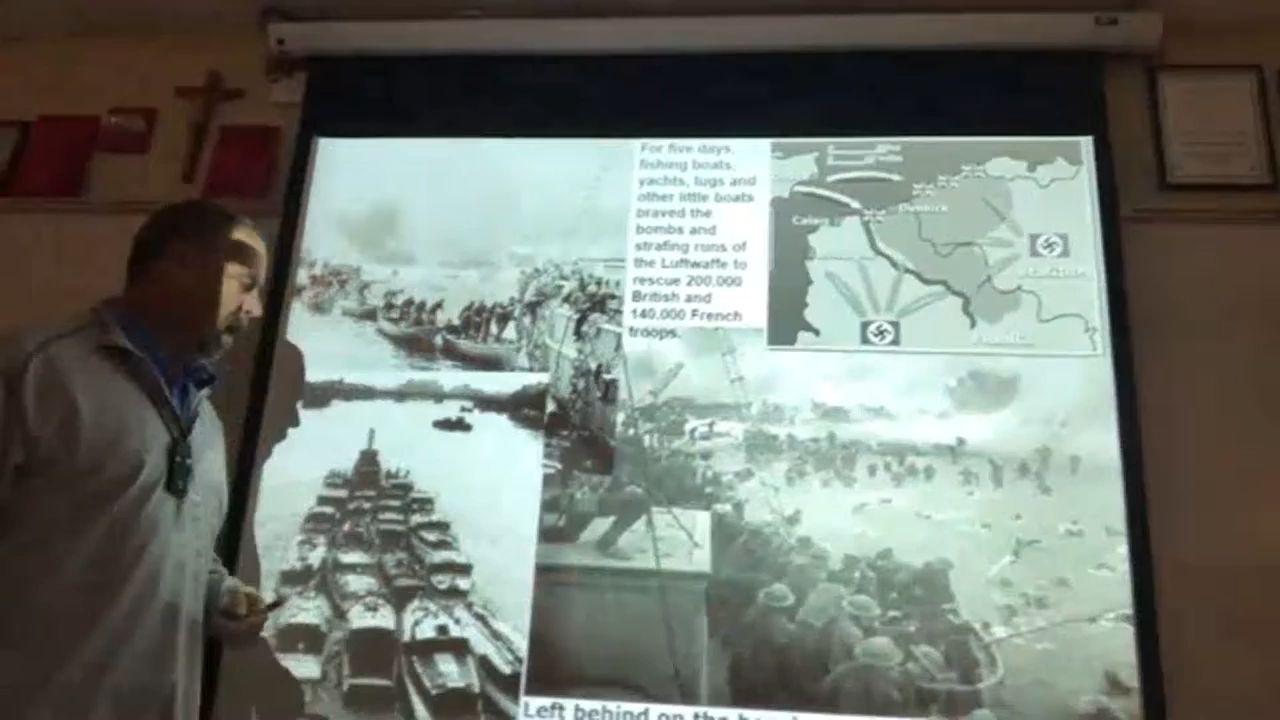 For five days,
fishing boats,
yachts, tugs and
other little boats
braved the
bombs and
strafing runs of
the Luftwaffe to
rescue 200,000
British and
140,000 French
troops.
Calais
Left behind on the